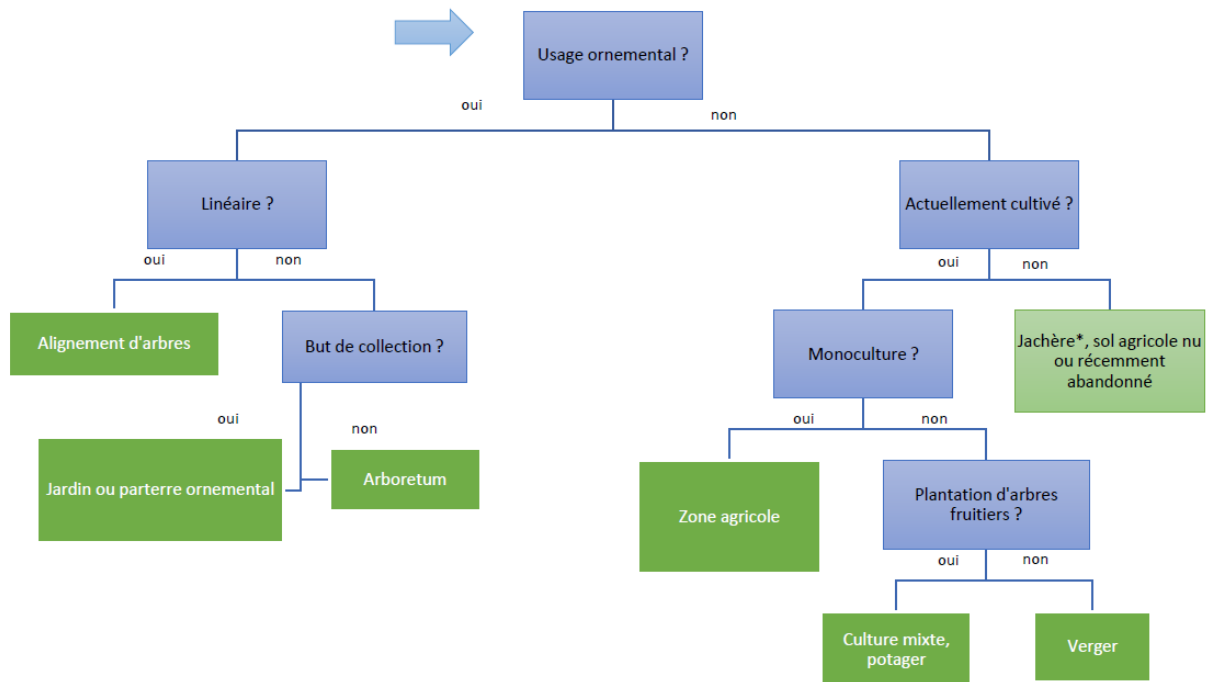 Usage ornemental ?
oui
non
Linéaire ?
Actuellement cultivé ?
oui
non
oui
non
Alignement d'arbres
But de collection ?
Monoculture ?
Jachère*, sol agricole nu
ou récemment
abandonné
oui
non
oui
non
Jardin ou parterre ornemental
Arboretum
Zone agricole
Plantation d'arbres
fruitiers ?
oui
non
Culture mixte,
potager
Verger